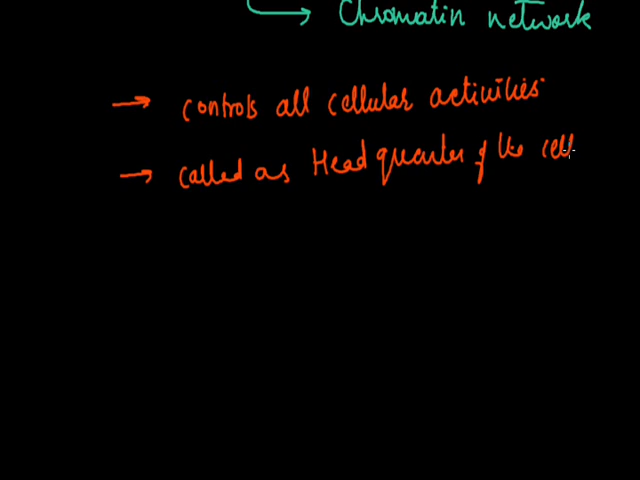 → Chromatin network
→ controls all cellular activities
→ called as Head quarter of the cell